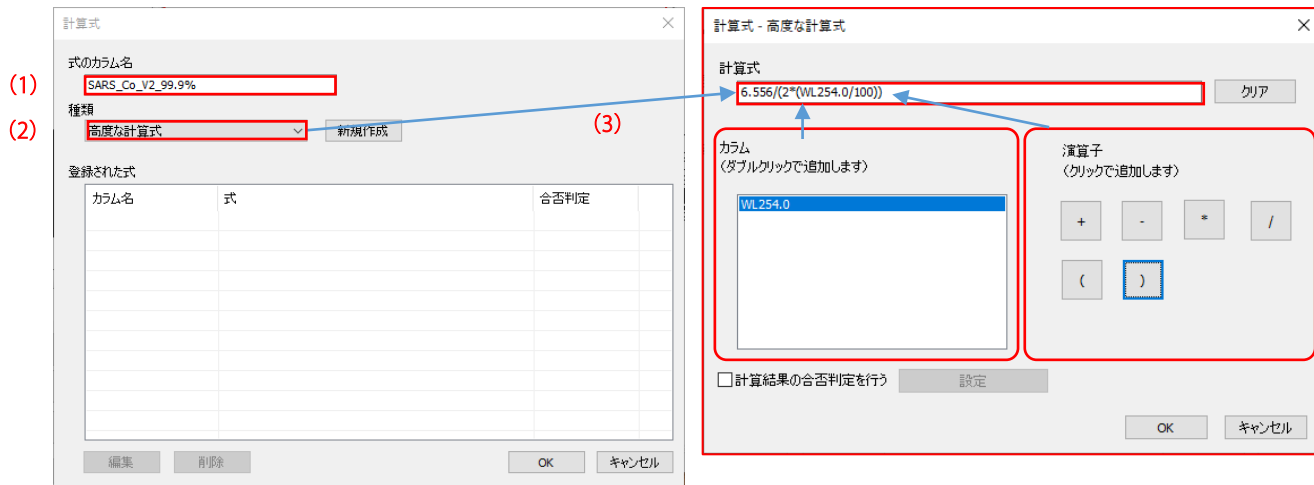 計算式
式のカラム名
(1)
SARS_Co_V2_99.9%
種類
(2)
高度な計算式
新規作成
(3)
登録された式
カラム名
式
合否判定
編集
削除
OK
キャンセル
計算式 - 高度な計算式
計算式
6.556/(2*(WL254.0/100))
クリア
カラム
(ダブルクリックで追加します)
WL254.0
演算子
(クリックで追加します)
+
-
*
/
(
)
計算結果の合否判定を行う
設定
OK
キャンセル